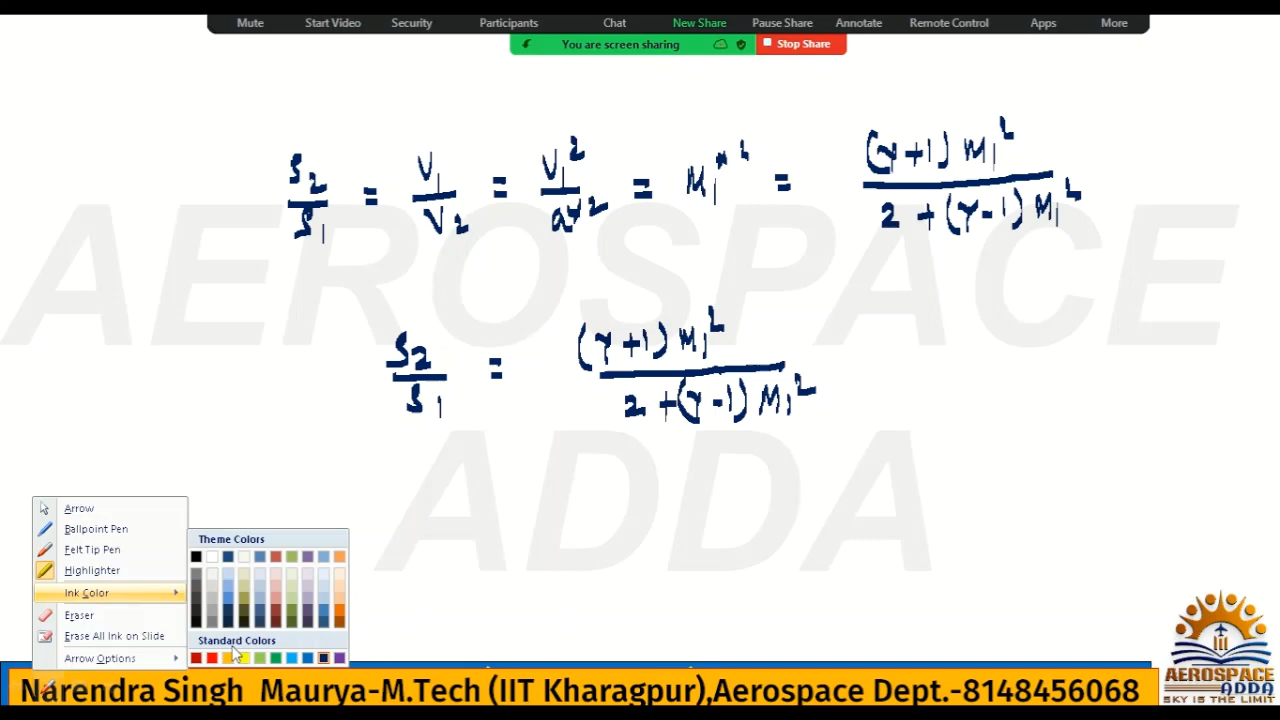 Mute Start Video Security Participants Chat New Share Pause Share Annotate Remote Control Apps More
You are screen sharing Stop Share
ρ2/ρ1 = V1/V2 = V1²/a*² = M1*² = (γ+1) M1² / 2 + (γ-1) M1²
AEROSPACE
ρ2/ρ1 = (γ+1) M1² / 2 + (γ-1) M1²
ADDA
Arrow
Ballpoint Pen
Felt Tip Pen
Highlighter
Ink Color
Eraser
Erase All Ink on Slide
Arrow Options
Theme Colors
Standard Colors
Narendra Singh Maurya-M.Tech (IIT Kharagpur),Aerospace Dept.-8148456068
AEROSPACE
ADDA
SKY IS THE LIMIT